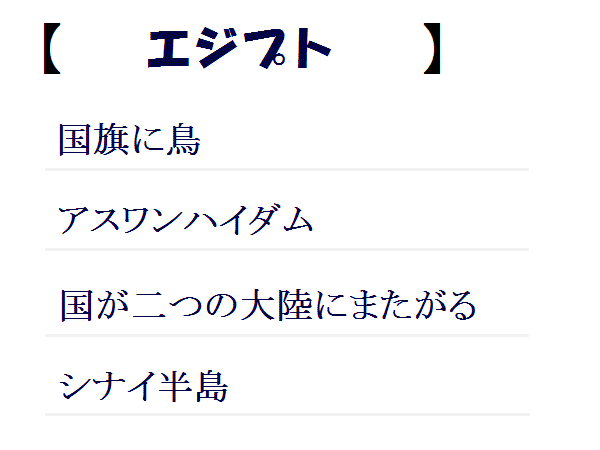 【 エジプト 】
国旗に鳥
アスワンハイダム
国が二つの大陸にまたがる
シナイ半島